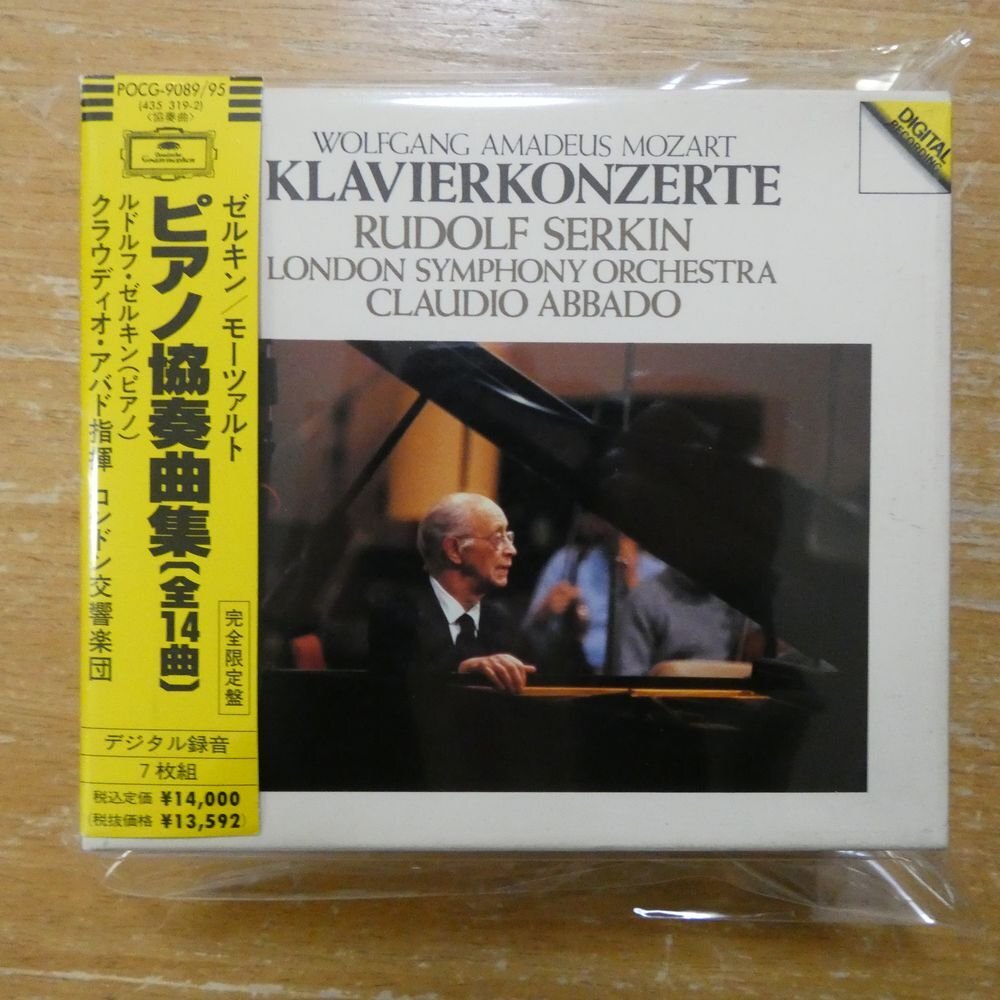 POCG-9089/95
(435 319-2)
〈協奏曲〉
Deutsche
Grammophon
ゼルキン/モーツァルト
ピアノ協奏曲集〔全14曲〕
ルドルフ・ゼルキン(ピアノ)
クラウディオ・アバド指揮 ロンドン交響楽団
完全限定盤
デジタル録音
7枚組
税込定価 ¥14,000
(税抜価格 ¥13,592)
WOLFGANG AMADEUS MOZART
KLAVIERKONZERTE
RUDOLF SERKIN
LONDON SYMPHONY ORCHESTRA
CLAUDIO ABBADO
DIGITAL
RECORDING